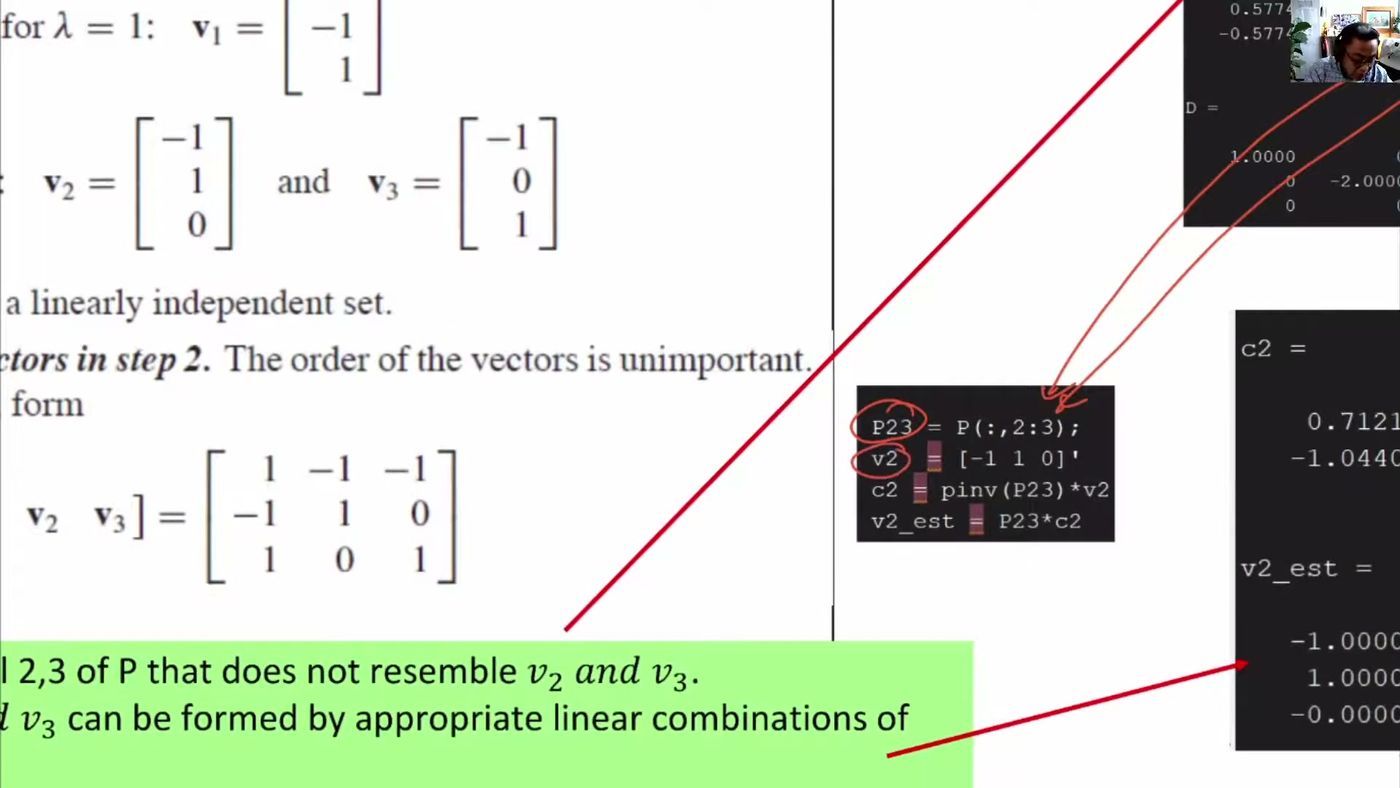 for λ = 1: v₁ = [ −1
1 ]
v₂ = [ −1 1 0 ] and v₃ = [ −1 0 1 ]
a linearly independent set.
ctors in step 2. The order of the vectors is unimportant.
form
v₂ v₃] = [ 1 −1 −1
−1 1 0
1 0 1 ]
l 2,3 of P that does not resemble v₂ and v₃.
d v₃ can be formed by appropriate linear combinations of
P23 = P(:,2:3);
v2 = [-1 1 0]'
c2 = pinv(P23)*v2
v2_est = P23*c2
0.5774
-0.5774
D =
1.0000 0
0 -2.0000
0 0
c2 =
0.7121
-1.0440
v2_est =
-1.0000
1.0000
-0.0000